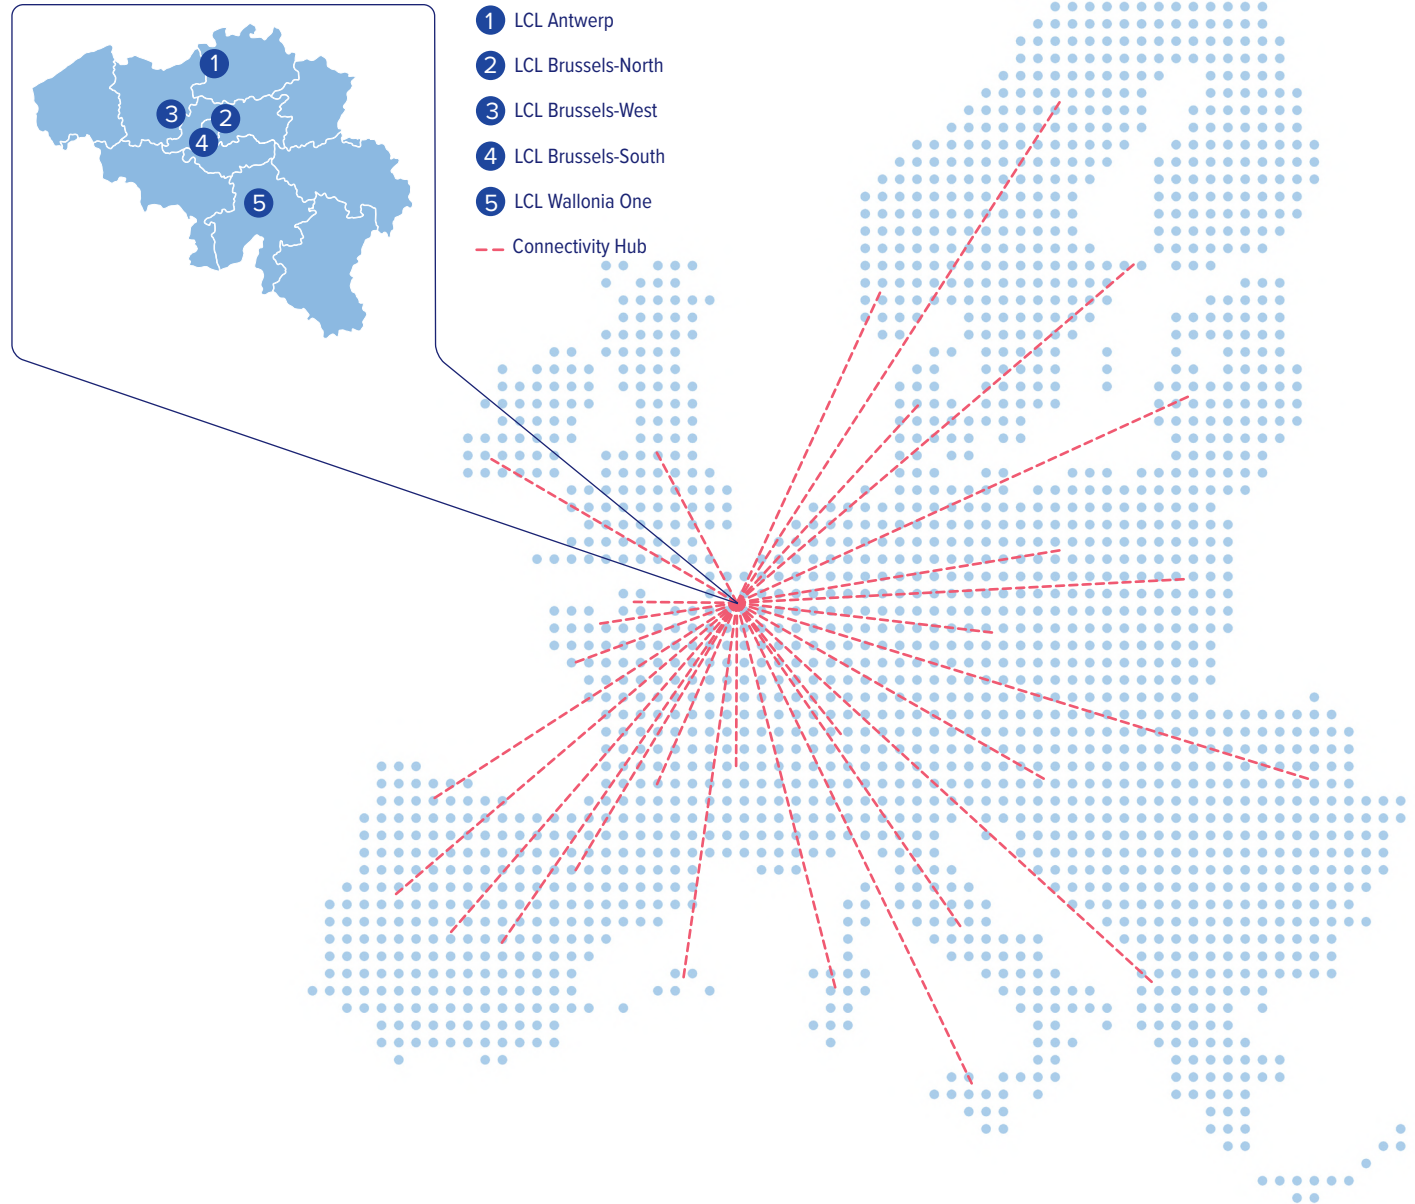 1 LCL Antwerp
2 LCL Brussels-North
3 LCL Brussels-West
4 LCL Brussels-South
5 LCL Wallonia One
Connectivity Hub
1
3
2
4
5